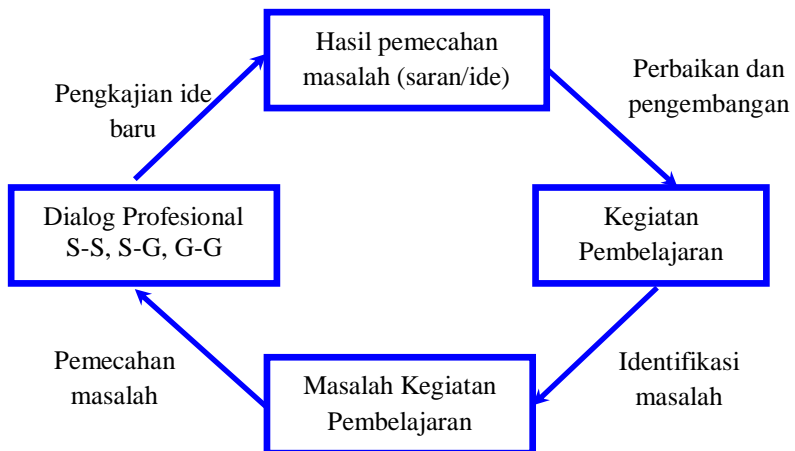 Hasil pemecahan
masalah (saran/ide)
Pengkajian ide
baru
Perbaikan dan
pengembangan
Dialog Profesional
S-S, S-G, G-G
Kegiatan
Pembelajaran
Pemecahan
masalah
Masalah Kegiatan
Pembelajaran
Identifikasi
masalah